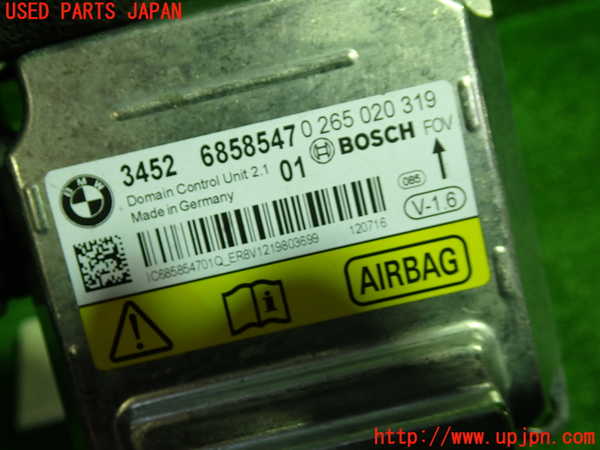 USED PARTS JAPAN
BMW
3452 6858547 0 265 020 319
Domain Control Unit 2.1 01 BOSCH FOV
Made in Germany
085
V-1.6
120716
IC685854701Q_ER8V1219803699
AIRBAG
http://www.upjpn.com/